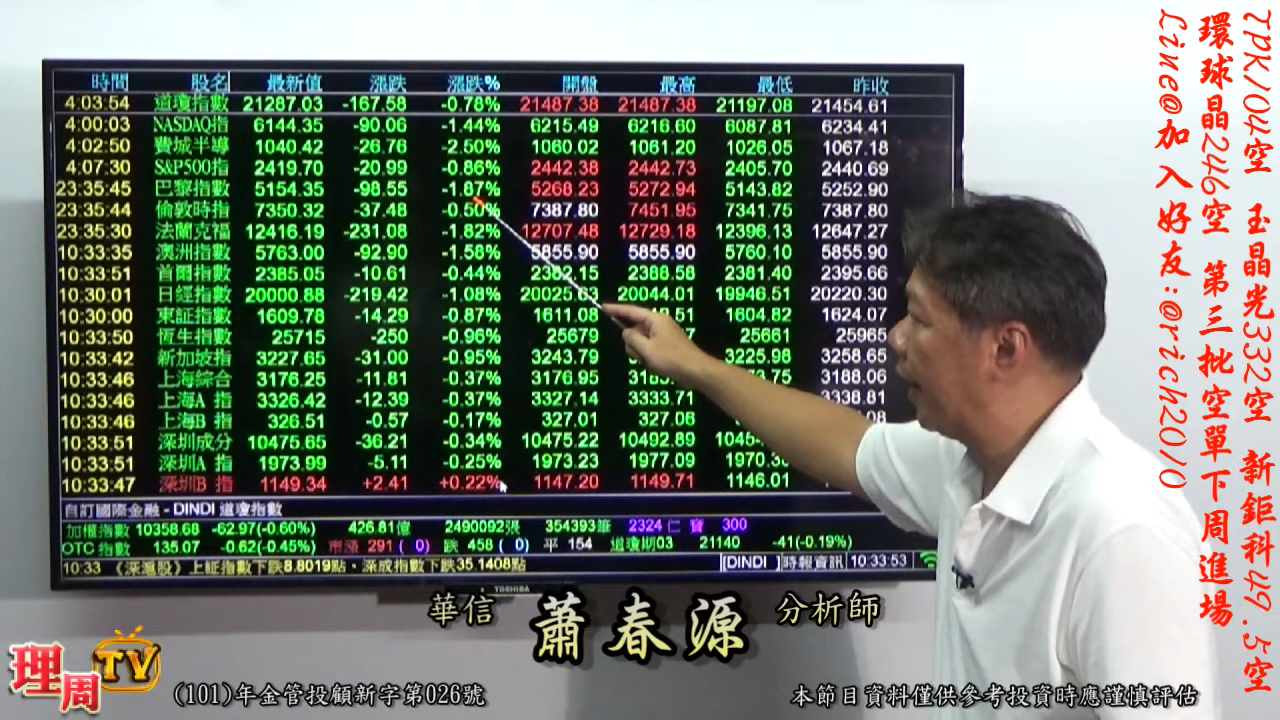 時間 股名 最新值 漲跌 漲跌% 開盤 最高 最低 昨收
4:03:54 道瓊指數 21287.03 -167.58 -0.78% 21487.38 21487.38 21197.08 21454.61
4:00:03 NASDAQ指 6144.35 -90.06 -1.44% 6215.49 6216.60 6087.81 6234.41
4:02:50 費城半導 1040.42 -26.76 -2.50% 1060.02 1061.20 1026.05 1067.18
4:07:30 S&P500指 2419.70 -20.99 -0.86% 2442.38 2442.73 2405.70 2440.69
23:35:45 巴黎指數 5154.35 -98.55 -1.87% 5268.23 5272.94 5143.82 5252.90
23:35:44 倫敦時指 7350.32 -37.48 -0.50% 7387.80 7451.95 7341.75 7387.80
23:35:30 法蘭克福 12416.19 -231.08 -1.82% 12707.48 12729.18 12396.13 12647.27
10:33:35 澳洲指數 5763.00 -92.90 -1.58% 5855.90 5855.90 5760.10 5855.90
10:33:51 首爾指數 2385.05 -10.61 -0.44% 2382.15 2388.58 2381.40 2395.66
10:30:01 日經指數 20000.88 -219.42 -1.08% 20025.63 20044.01 19946.51 20220.30
10:30:00 東証指數 1609.78 -14.29 -0.87% 1611.08 .51 1604.82 1624.07
10:33:50 恆生指數 25715 -250 -0.96% 25679 25661 25965
10:33:42 新加坡指 3227.65 -31.00 -0.95% 3243.79 3225.98 3258.65
10:33:46 上海綜合 3176.25 -11.81 -0.37% 3176.95 3188.06
10:33:46 上海A 指 3326.42 -12.39 -0.37% 3327.14 3333.71 3338.81
10:33:46 上海B 指 326.51 -0.57 -0.17% 327.01 327.08 .08
10:33:51 深圳成分 10475.65 -36.21 -0.34% 10475.22 10492.89
10:33:51 深圳A 指 1973.99 -5.11 -0.25% 1973.23 1977.09 1970.3
10:33:47 深圳B 指 1149.34 +2.41 +0.22% 1147.20 1149.71 1146.01
自訂國際金融 - DINDI 道瓊指數
加權指數 10358.68 -62.97(-0.60%) 426.81億 2490092張 354393筆 2324 仁 寶 300
OTC 指數 135.07 -0.62(-0.45%) 市漲 291 ( 0) 跌 458 ( 0) 平 154 道瓊期03 21140 -41(-0.19%)
10:33 《深滬股》上証指數下跌8.8019點、深成指數下跌35.1408點 [DINDI ]時報資訊 10:33:53
TOSHIBA
TPK104空 玉晶光332空 新鉅科49.5空
環球晶246空 第三批空單下周進場
Line@加入好友:@rich2010
華信 蕭春源 分析師
理周TV
(101)年金管投顧新字第026號
本節目資料僅供參考投資時應謹慎評估